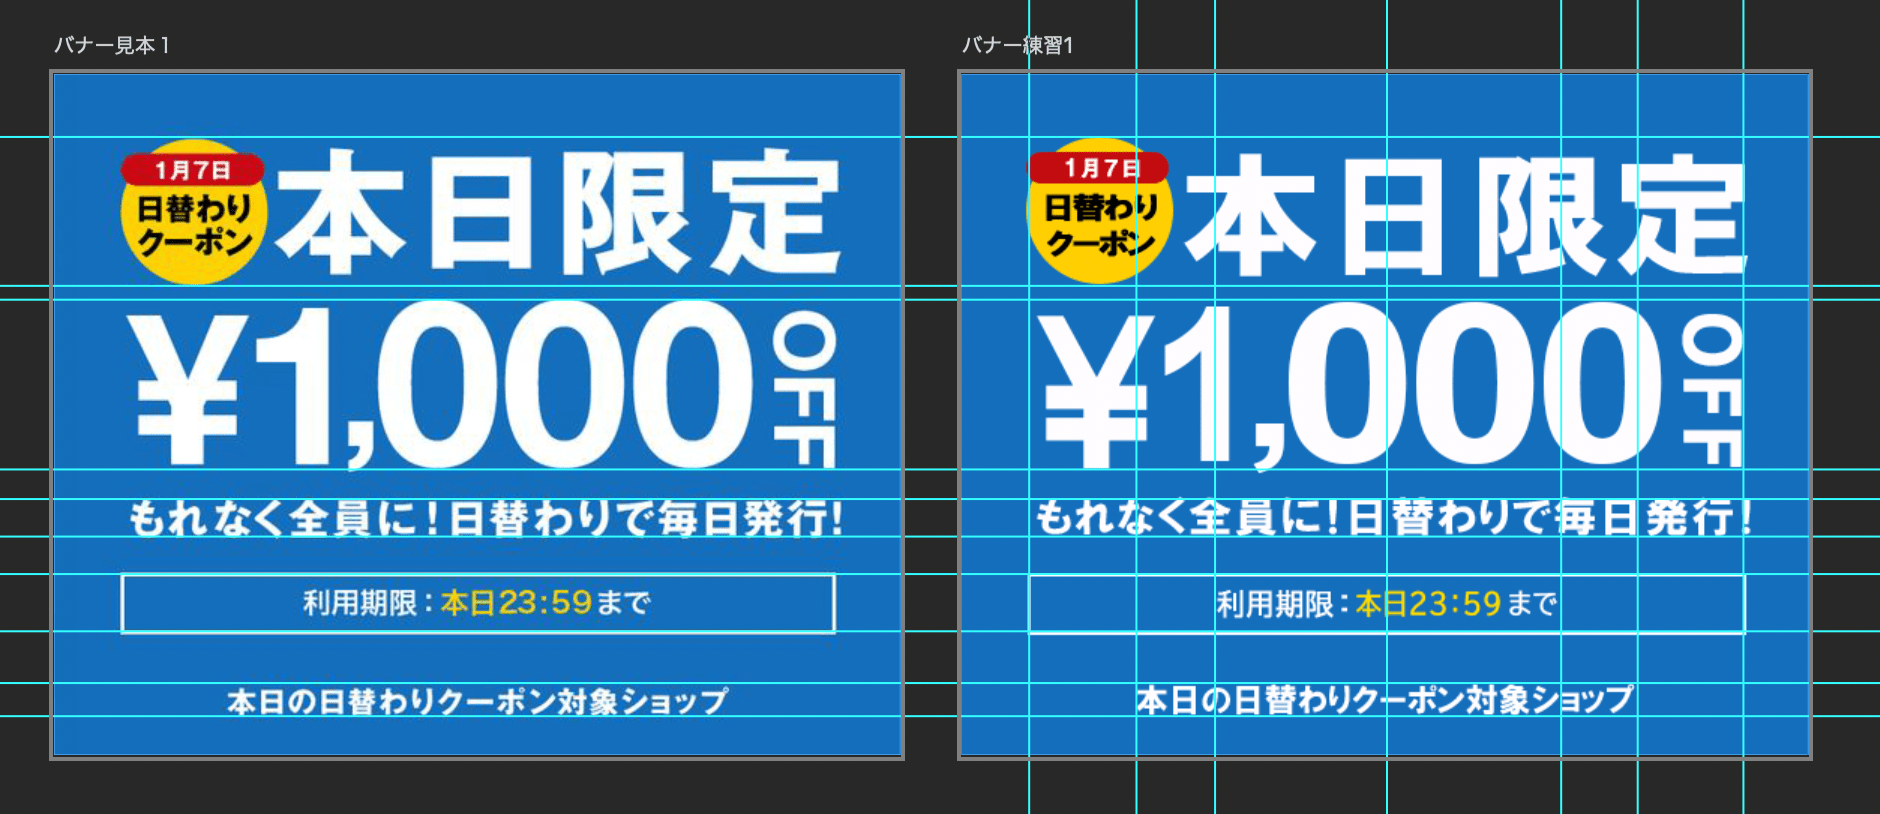 バナー見本1
1月7日
日替わり
クーポン
本日限定
¥1,000
OFF
もれなく全員に!日替わりで毎日発行!
利用期限:本日23:59まで
本日の日替わりクーポン対象ショップ
バナー練習1
1月7日
日替わり
クーポン
本日限定
¥1,000
OFF
もれなく全員に!日替わりで毎日発行!
利用期限:本日23:59まで
本日の日替わりクーポン対象ショップ